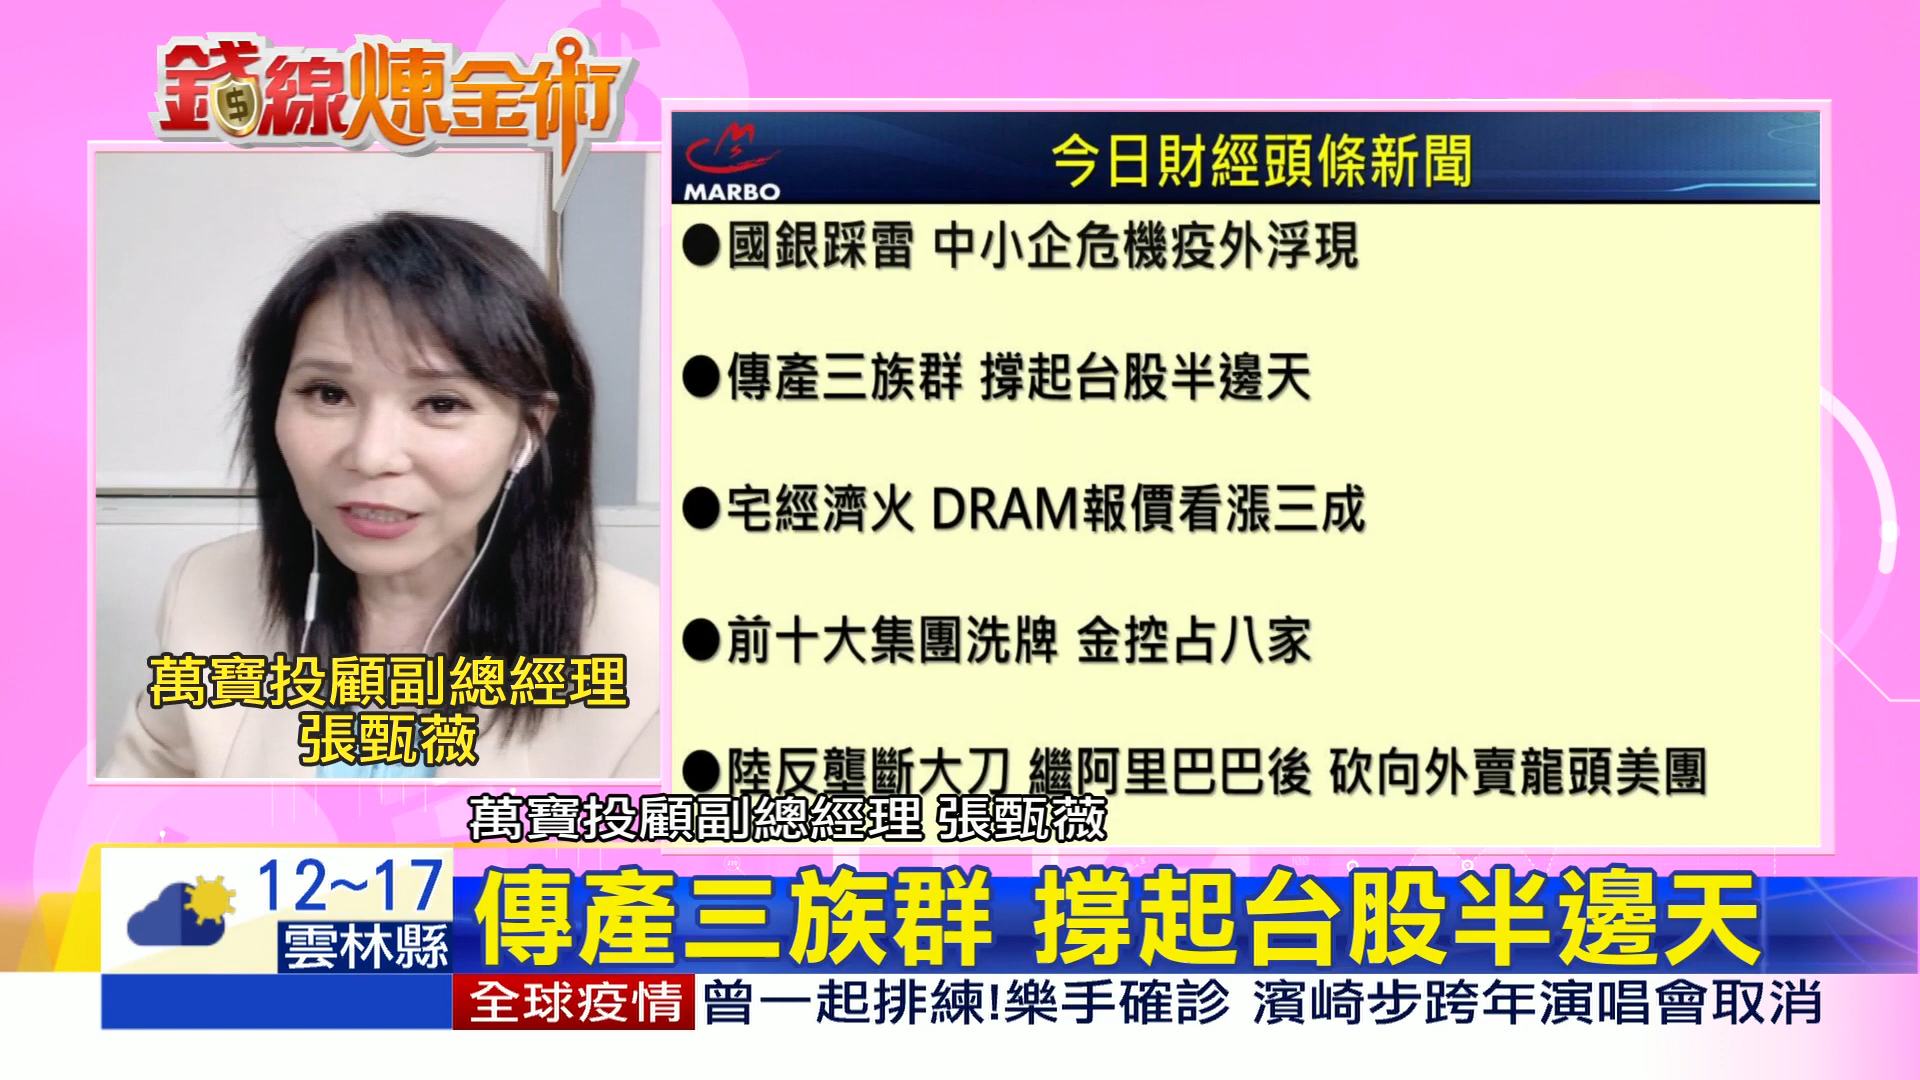 錢線煉金術
$
MARBO
今日財經頭條新聞
●國銀踩雷 中小企危機疫外浮現
●傳產三族群 撐起台股半邊天
●宅經濟火 DRAM報價看漲三成
●前十大集團洗牌 金控占八家
●陸反壟斷大刀 繼阿里巴巴後 砍向外賣龍頭美團
萬寶投顧副總經理
張甄薇
萬寶投顧副總經理 張甄薇
12~17
雲林縣
傳產三族群 撐起台股半邊天
全球疫情 曾一起排練!樂手確診 濱崎步跨年演唱會取消